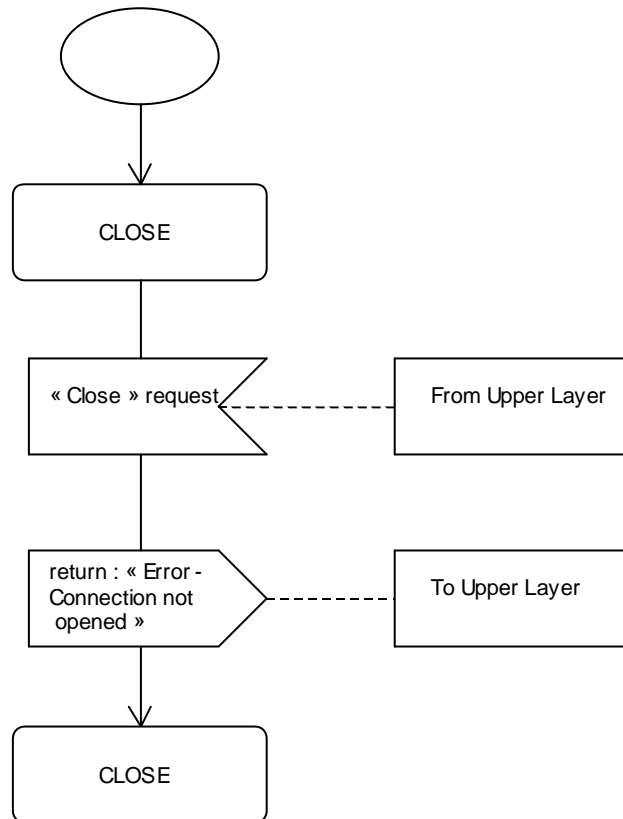 CLOSE
« Close » request
From Upper Layer
return : « Error -
Connection not
opened »
To Upper Layer
CLOSE